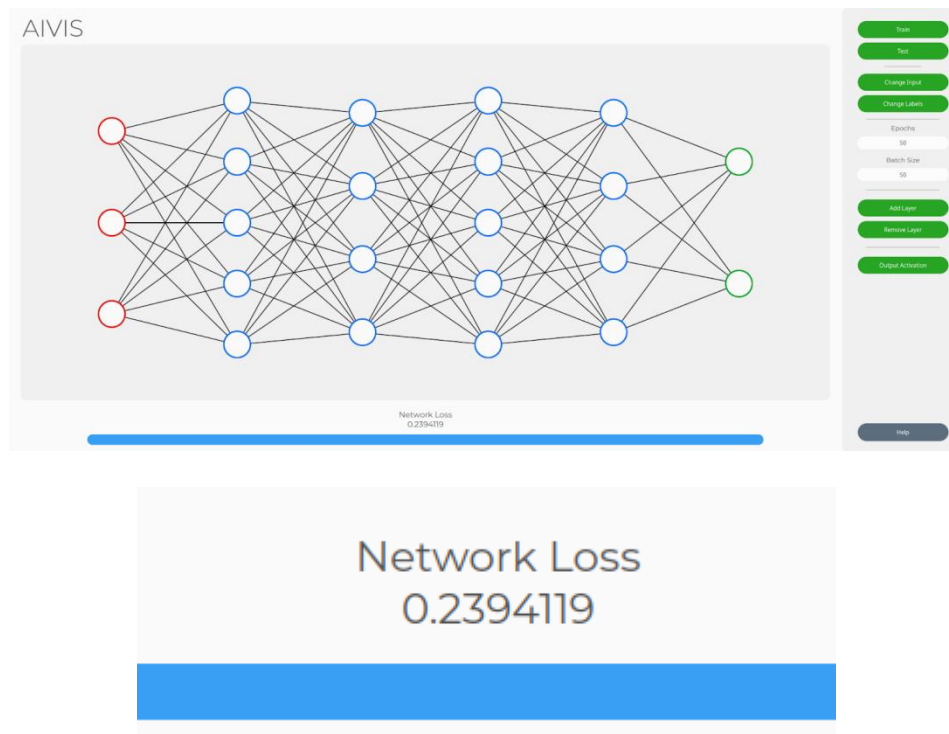 AIVIS
Train
Test
Change Input
Change Labels
Epochs
50
Batch Size
50
Add Layer
Remove Layer
Output Activation
Help
Network Loss
0.2394119
Network Loss
0.2394119